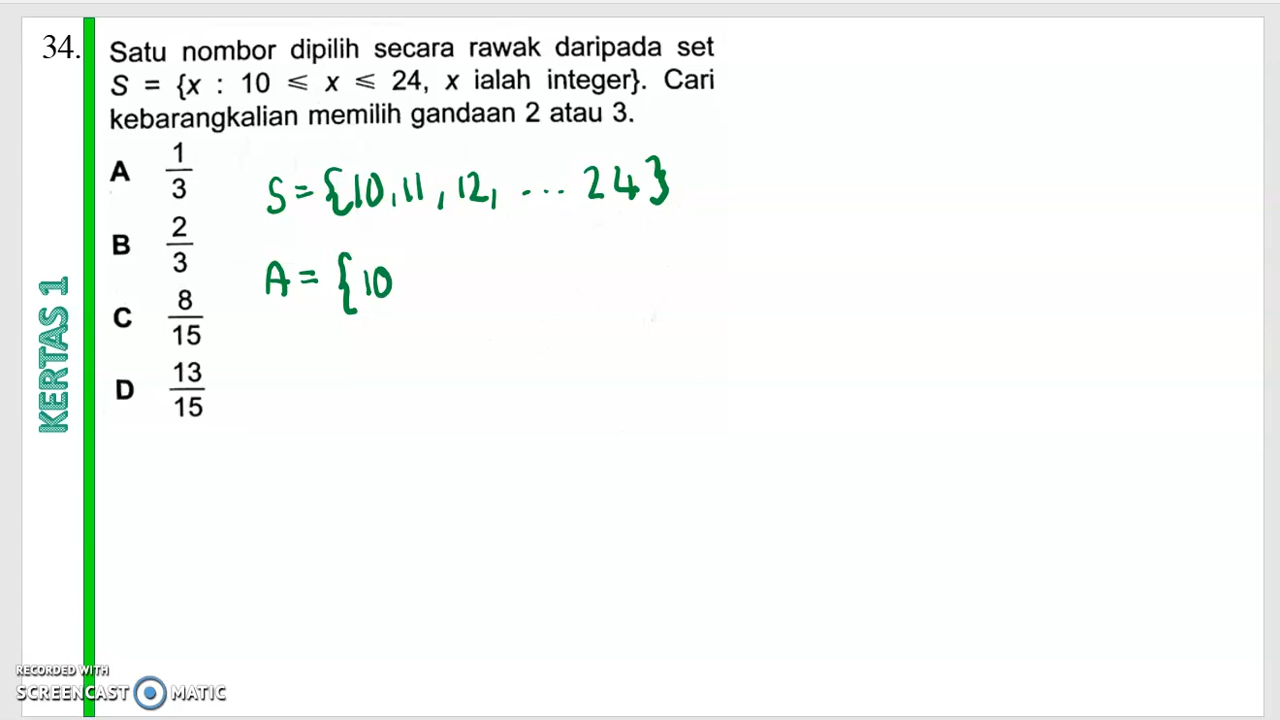 34.
Satu nombor dipilih secara rawak daripada set
S = {x : 10 ⩽ x ⩽ 24, x ialah integer}. Cari
kebarangkalian memilih gandaan 2 atau 3.
A 1/3
B 2/3
C 8/15
D 13/15
S = {10, 11, 12, ... 24}
A = {10
KERTAS 1
RECORDED WITH
SCREENCAST MATIC